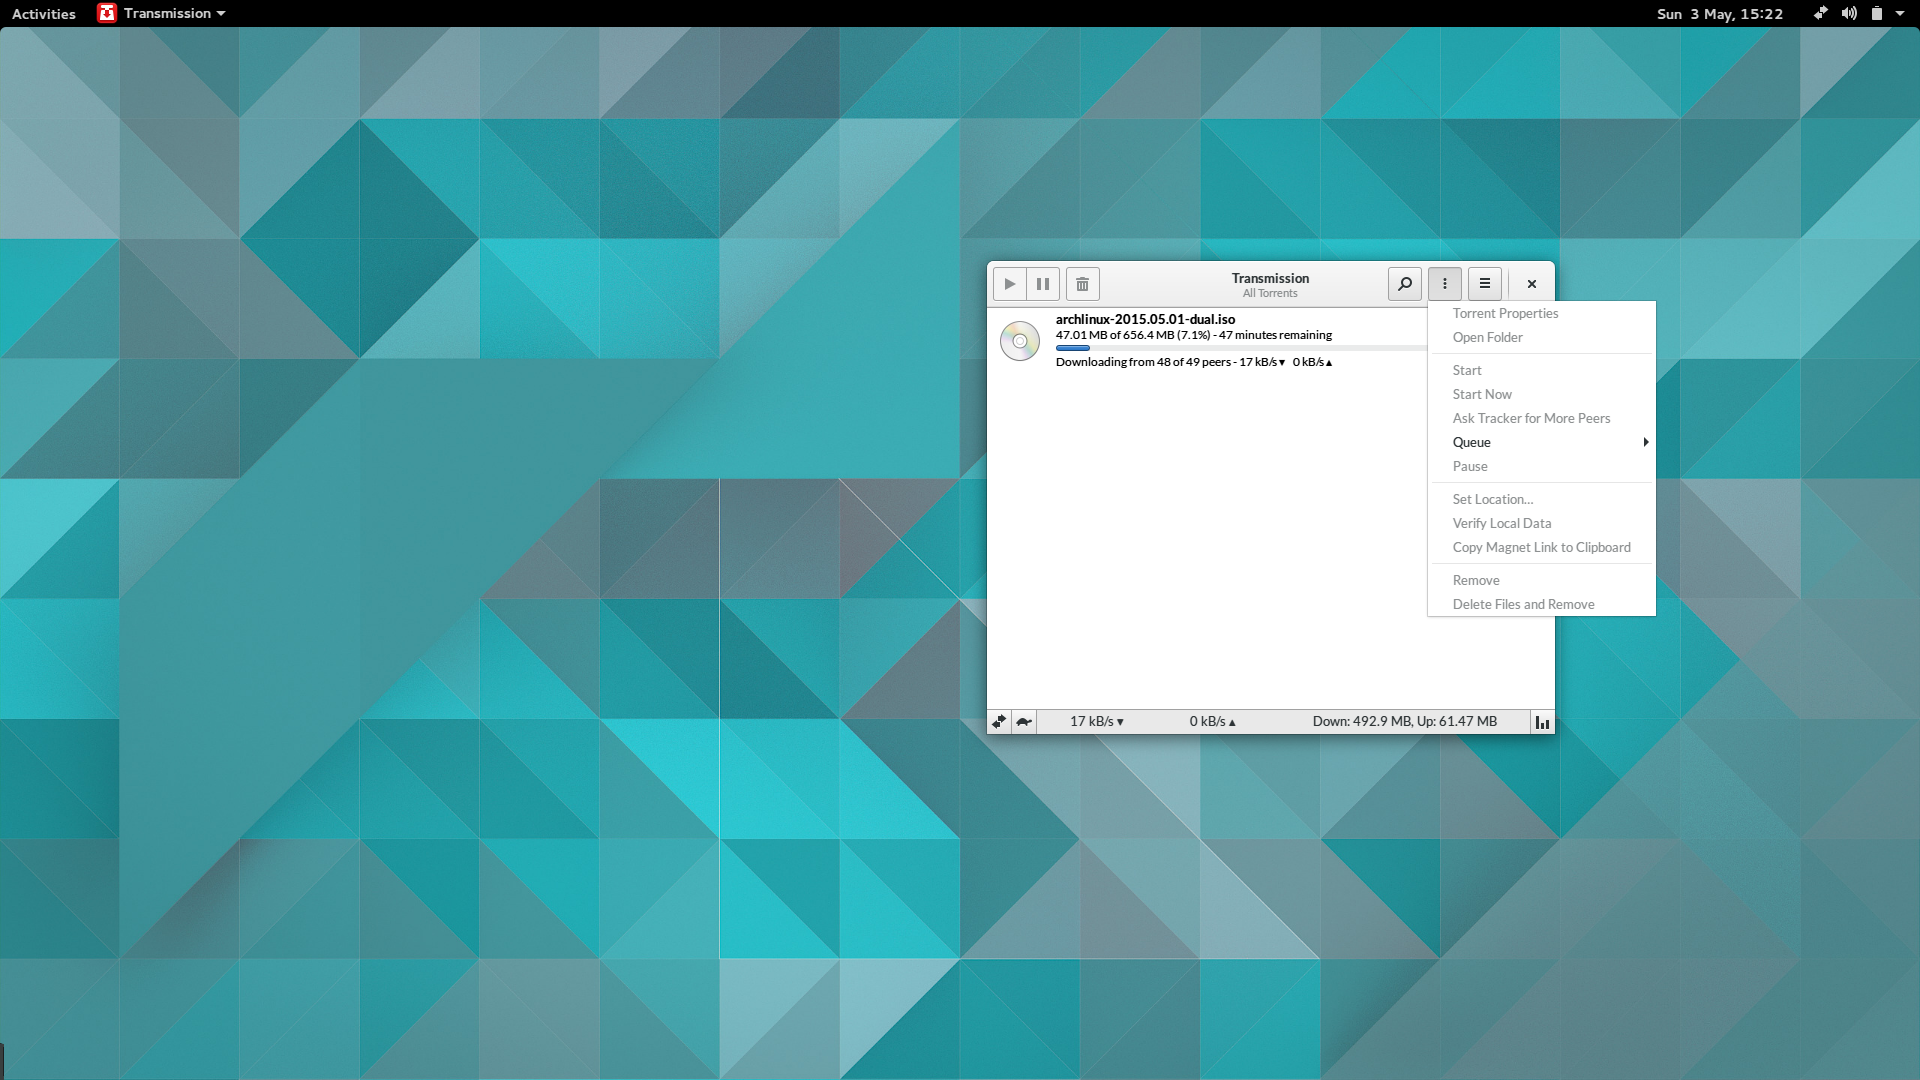 Activities
Transmission
Sun 3 May, 15:22
Transmission
All Torrents
archlinux-2015.05.01-dual.iso
47.01 MB of 656.4 MB (7.1%) - 47 minutes remaining
Downloading from 48 of 49 peers - 17 kB/s▼ 0 kB/s▲
Torrent Properties
Open Folder
Start
Start Now
Ask Tracker for More Peers
Queue
Pause
Set Location...
Verify Local Data
Copy Magnet Link to Clipboard
Remove
Delete Files and Remove
17 kB/s▼ 0 kB/s▲ Down: 492.9 MB, Up: 61.47 MB